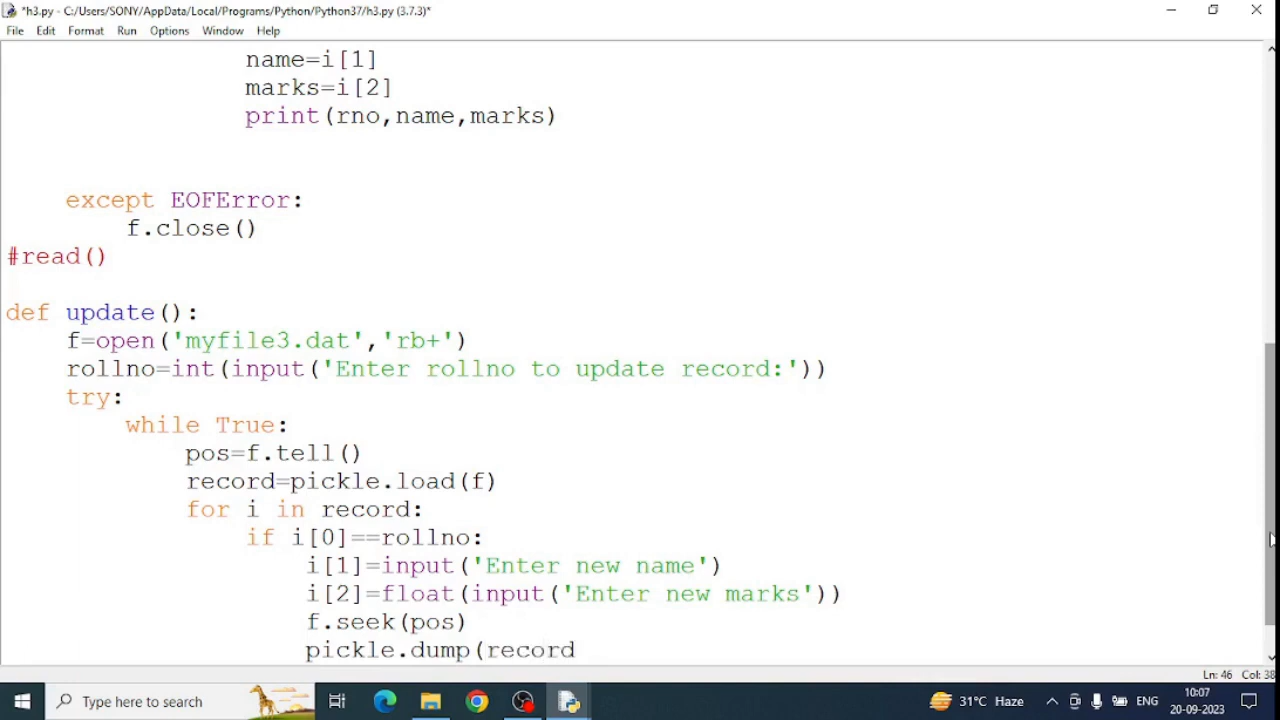 *h3.py - C:/Users/SONY/AppData/Local/Programs/Python/Python37/h3.py (3.7.3)*
File Edit Format Run Options Window Help
name=i[1]
marks=i[2]
print(rno,name,marks)
except EOFError:
f.close()
#read()
def update():
f=open('myfile3.dat','rb+')
rollno=int(input('Enter rollno to update record:'))
try:
while True:
pos=f.tell()
record=pickle.load(f)
for i in record:
if i[0]==rollno:
i[1]=input('Enter new name')
i[2]=float(input('Enter new marks'))
f.seek(pos)
pickle.dump(record
Ln: 46 Col: 38
Type here to search
31°C Haze
ENG
10:07
20-09-2023